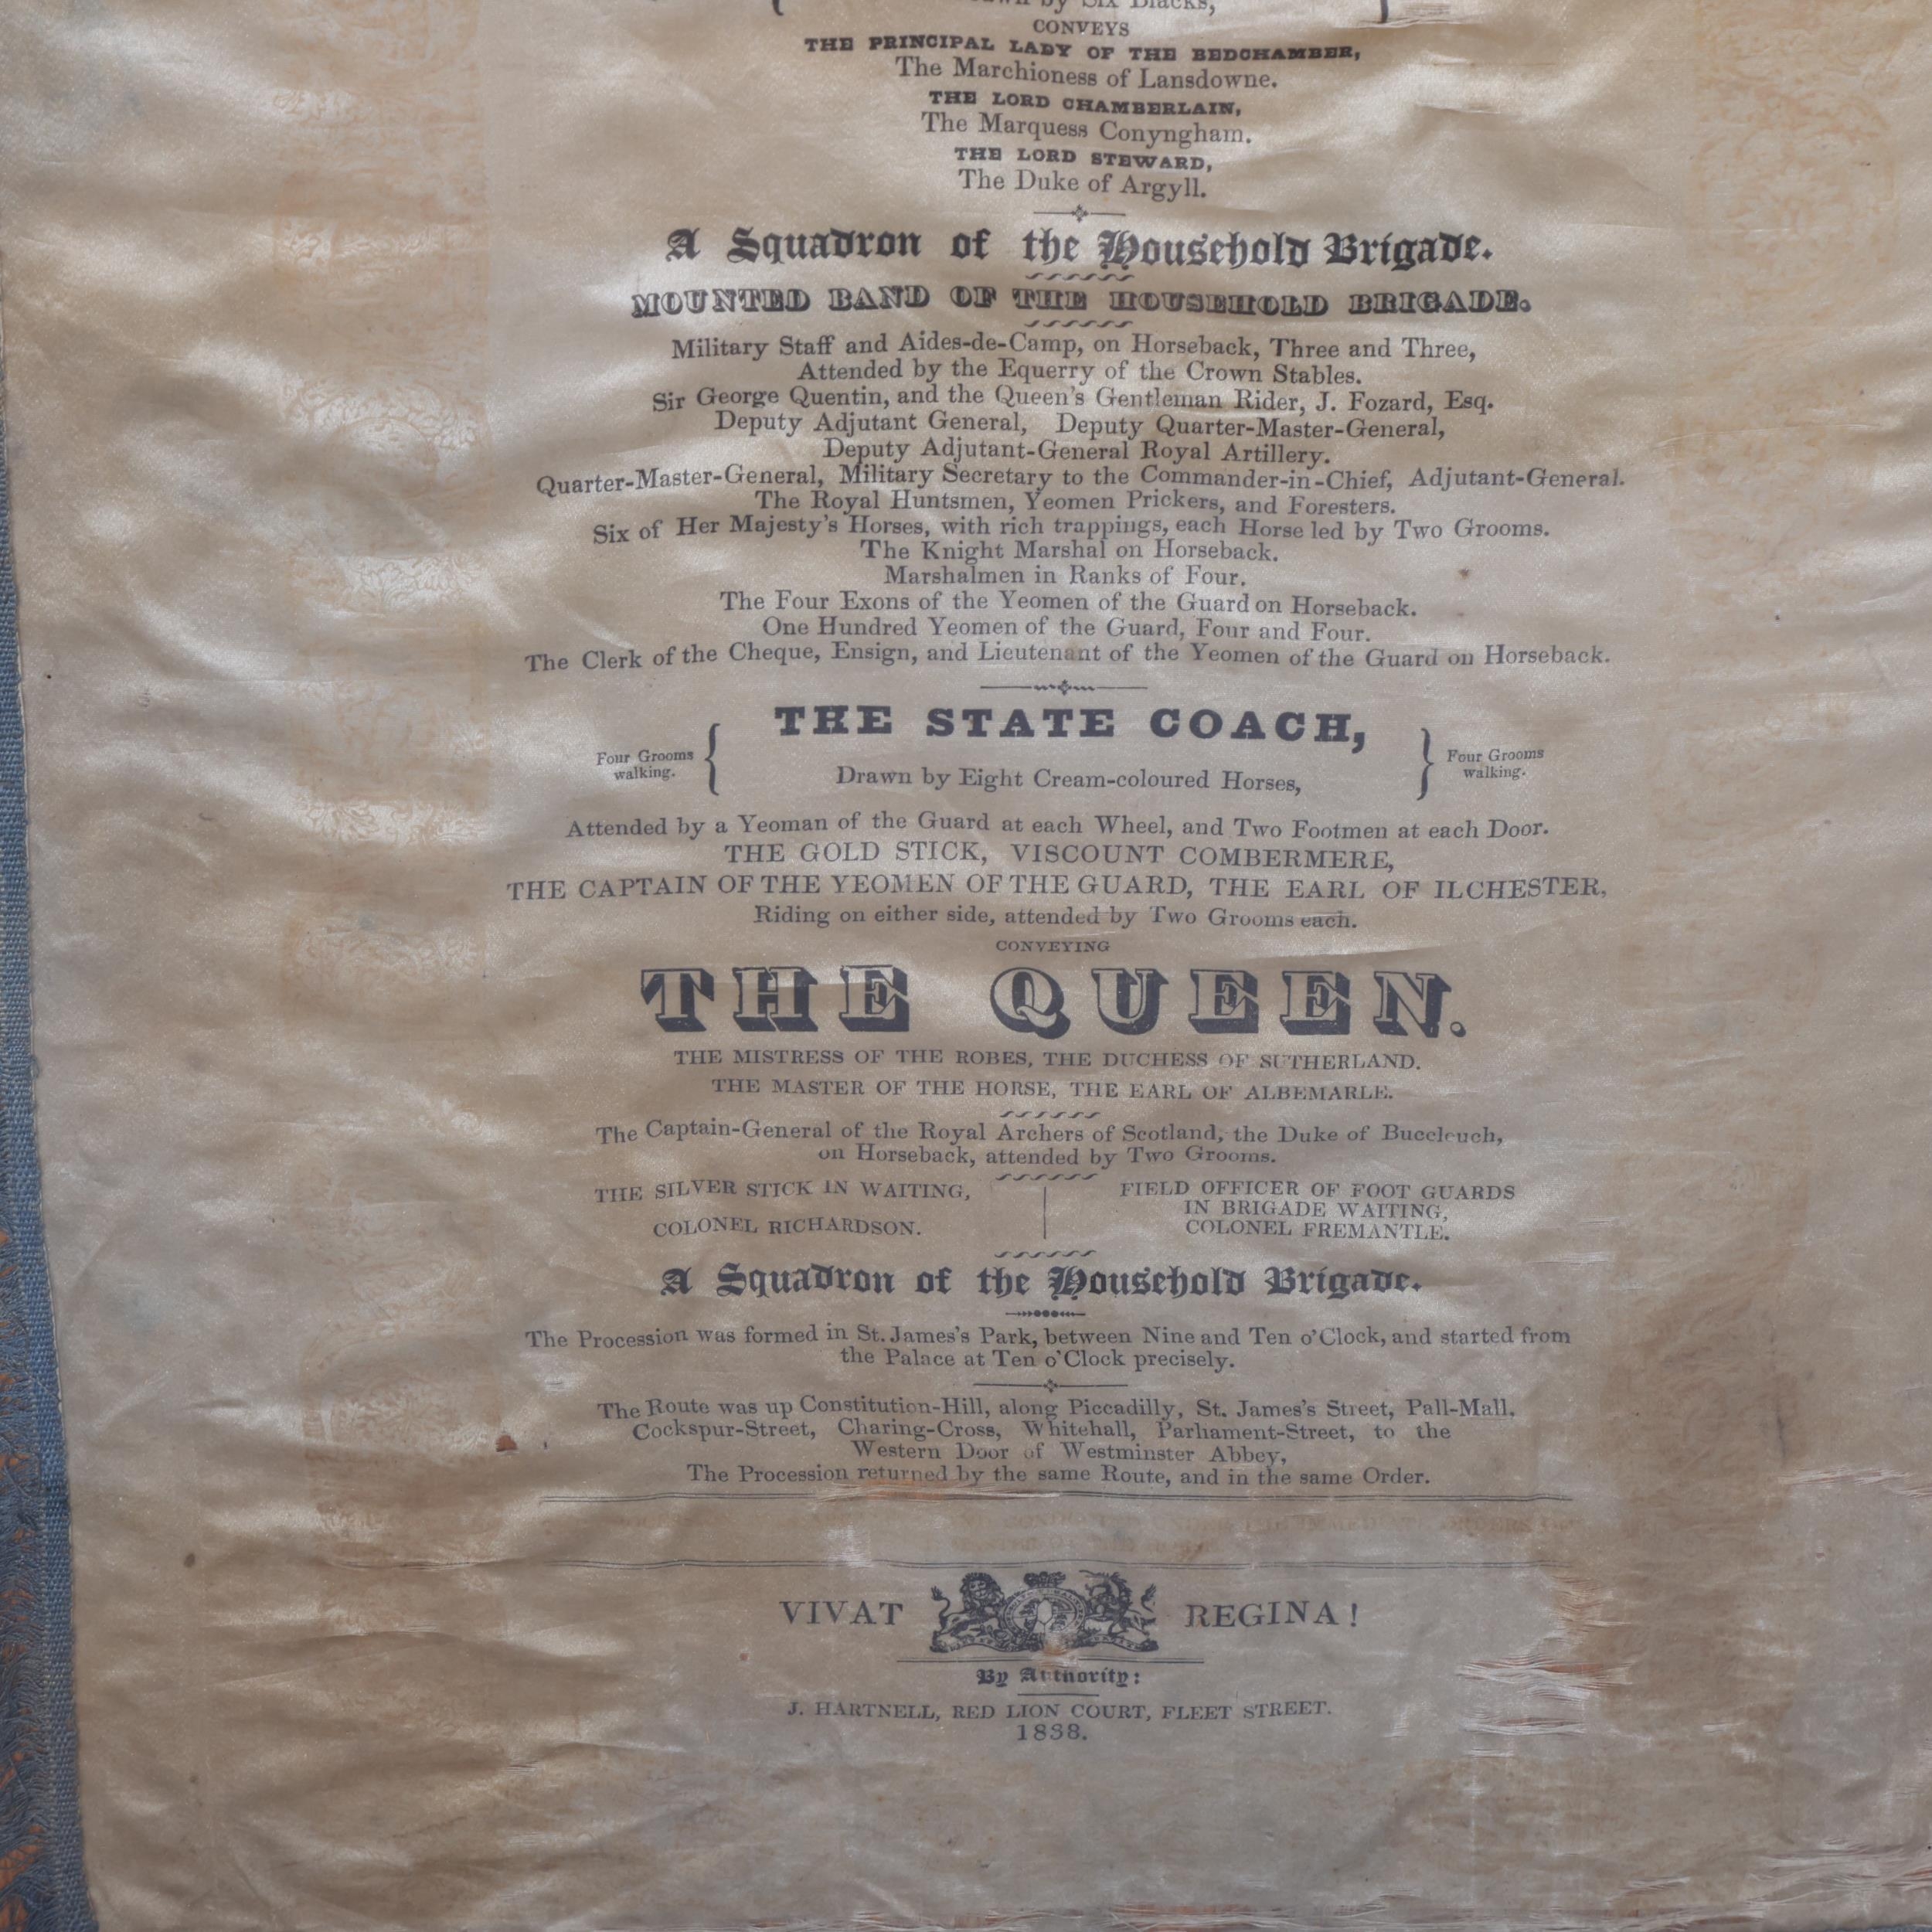 by Six Blacks,
CONVEYS
THE PRINCIPAL LADY OF THE BEDCHAMBER,
The Marchioness of Lansdowne.
THE LORD CHAMBERLAIN,
The Marquess Conyngham.
THE LORD STEWARD,
The Duke of Argyll.
A Squadron of the Household Brigade.
MOUNTED BAND OF THE HOUSEHOLD BRIGADE.
Military Staff and Aides-de-Camp, on Horseback, Three and Three,
Attended by the Equerry of the Crown Stables.
Sir George Quentin, and the Queen's Gentleman Rider, J. Fozard, Esq.
Deputy Adjutant General, Deputy Quarter-Master-General,
Deputy Adjutant-General Royal Artillery.
Quarter-Master-General, Military Secretary to the Commander-in-Chief, Adjutant-General.
The Royal Huntsmen, Yeomen Prickers, and Foresters.
Six of Her Majesty's Horses, with rich trappings, each Horse led by Two Grooms.
The Knight Marshal on Horseback.
Marshalmen in Ranks of Four.
The Four Exons of the Yeomen of the Guard on Horseback.
One Hundred Yeomen of the Guard, Four and Four.
The Clerk of the Cheque, Ensign, and Lieutenant of the Yeomen of the Guard on Horseback.
THE STATE COACH,
Four Grooms walking. { Drawn by Eight Cream-coloured Horses, } Four Grooms walking.
Attended by a Yeoman of the Guard at each Wheel, and Two Footmen at each Door.
THE GOLD STICK, VISCOUNT COMBERMERE,
THE CAPTAIN OF THE YEOMEN OF THE GUARD, THE EARL OF ILCHESTER,
Riding on either side, attended by Two Grooms each.
CONVEYING
THE QUEEN.
THE MISTRESS OF THE ROBES, THE DUCHESS OF SUTHERLAND.
THE MASTER OF THE HORSE, THE EARL OF ALBEMARLE.
The Captain-General of the Royal Archers of Scotland, the Duke of Buccleuch,
on Horseback, attended by Two Grooms.
THE SILVER STICK IN WAITING,
COLONEL RICHARDSON.
FIELD OFFICER OF FOOT GUARDS
IN BRIGADE WAITING,
COLONEL FREMANTLE.
A Squadron of the Household Brigade.
The Procession was formed in St. James's Park, between Nine and Ten o'Clock, and started from
the Palace at Ten o'Clock precisely.
The Route was up Constitution-Hill, along Piccadilly, St. James's Street, Pall-Mall,
Cockspur-Street, Charing-Cross, Whitehall, Parliament-Street, to the
Western Door of Westminster Abbey,
The Procession returned by the same Route, and in the same Order.
VIVAT REGINA!
By Authority:
J. HARTNELL, RED LION COURT, FLEET STREET.
1838.